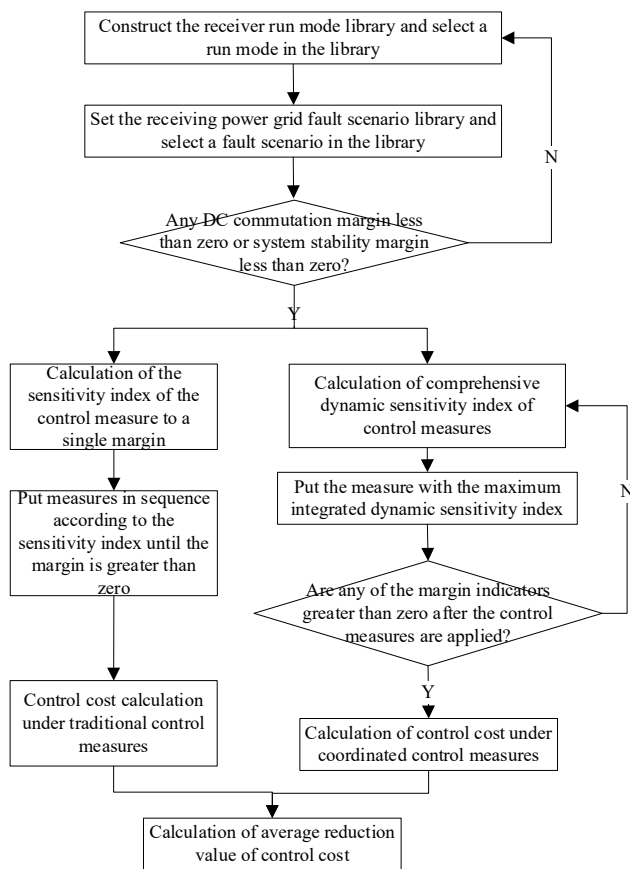 Construct the receiver run mode library and select a
run mode in the library
Set the receiving power grid fault scenario library and
select a fault scenario in the library
N
Any DC commutation margin less
than zero or system stability margin
less than zero?
Y
Calculation of the
sensitivity index of the
control measure to a
single margin
Put measures in sequence
according to the
sensitivity index until the
margin is greater than
zero
Control cost calculation
under traditional control
measures
Calculation of comprehensive
dynamic sensitivity index of
control measures
Put the measure with the maximum
integrated dynamic sensitivity index
N
Are any of the margin indicators
greater than zero after the control
measures are applied?
Y
Calculation of control cost under
coordinated control measures
Calculation of average reduction
value of control cost